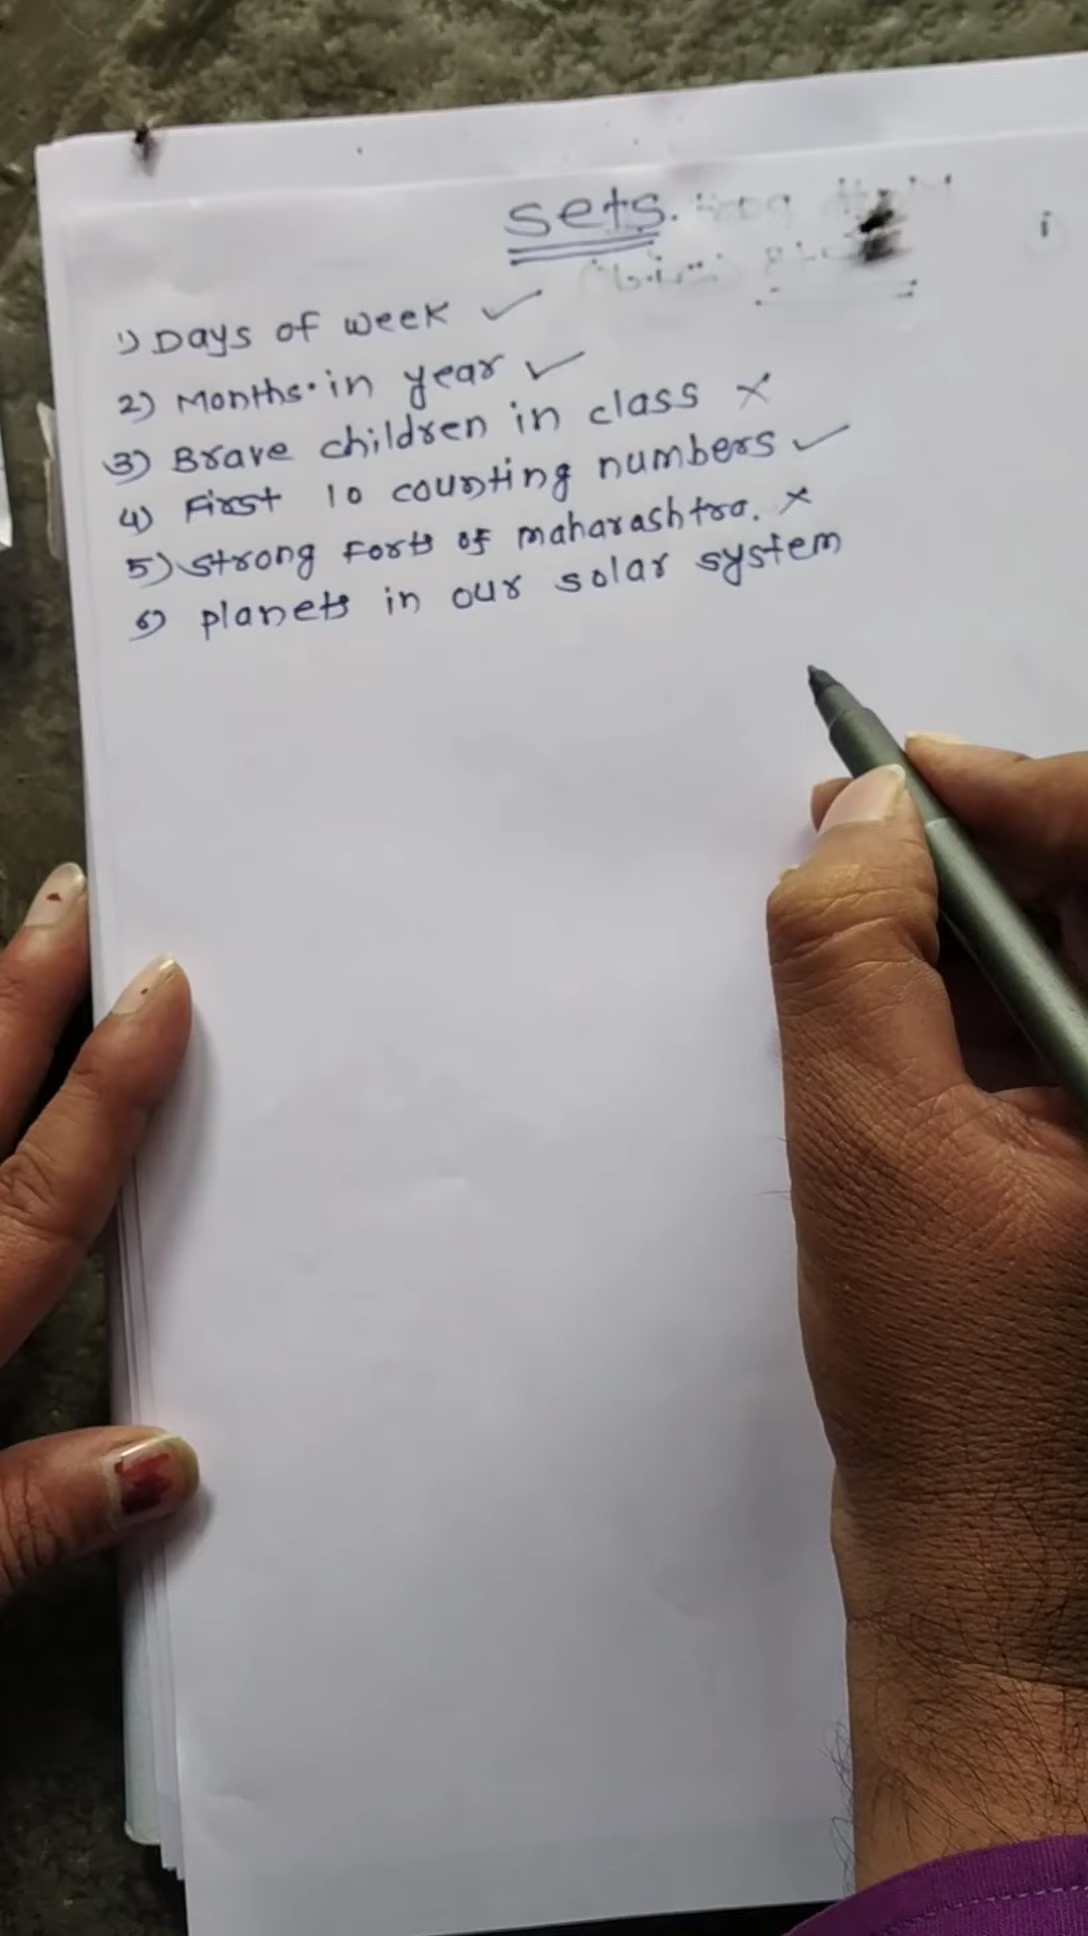 sets.
1) Days of week ✓
2) Months in year ✓
3) Brave children in class ×
4) First 10 counting numbers ✓
5) strong Forts of maharashtra. ×
6) planets in our solar system